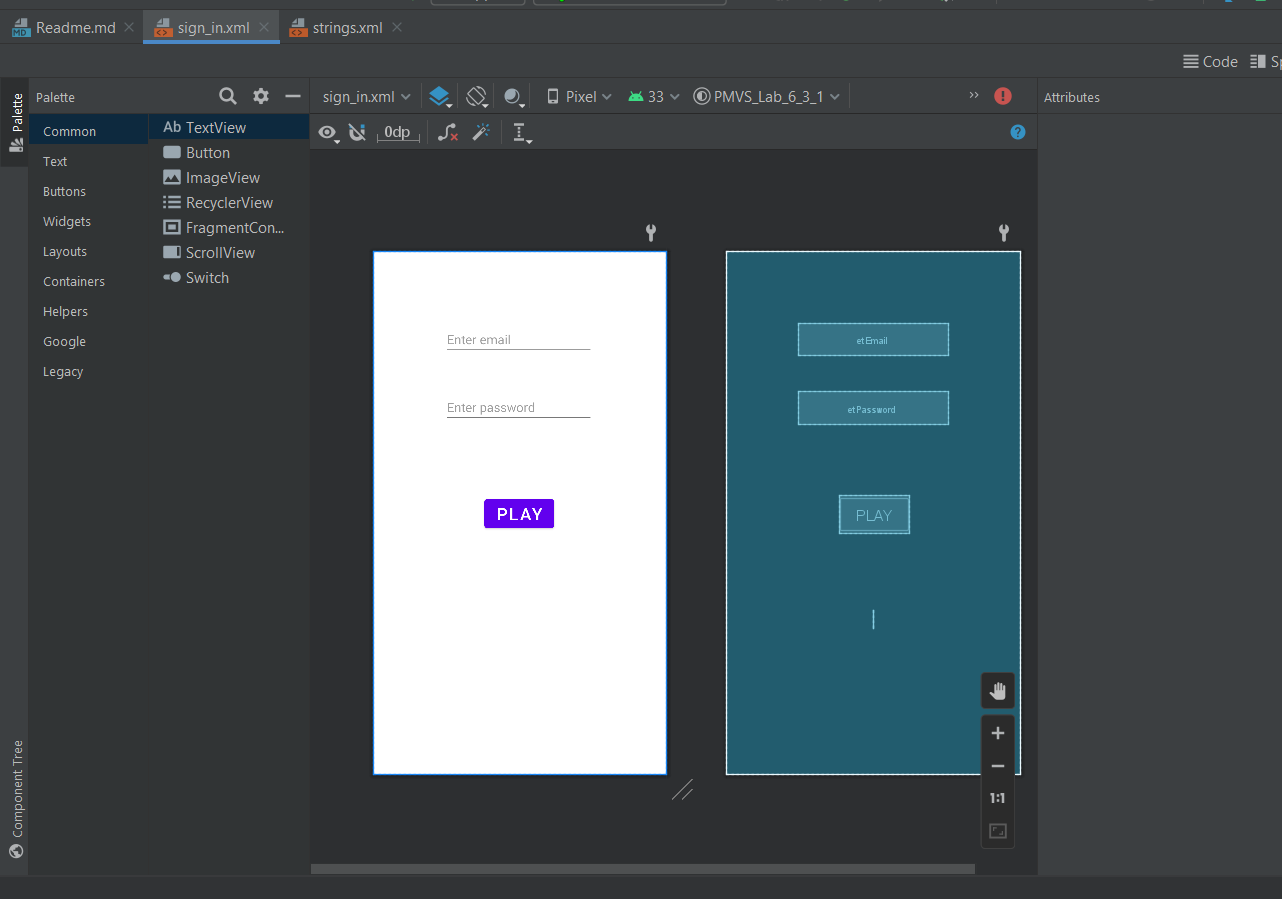 Readme.md
sign_in.xml
strings.xml
Code
Palette
Palette
sign_in.xml
Pixel
33
PMVS_Lab_6_3_1
Attributes
Common
Text
Buttons
Widgets
Layouts
Containers
Helpers
Google
Legacy
Ab TextView
Button
ImageView
RecyclerView
FragmentCon...
ScrollView
Switch
0dp
Enter email
Enter password
PLAY
etEmail
etPassword
PLAY
1:1
Component Tree